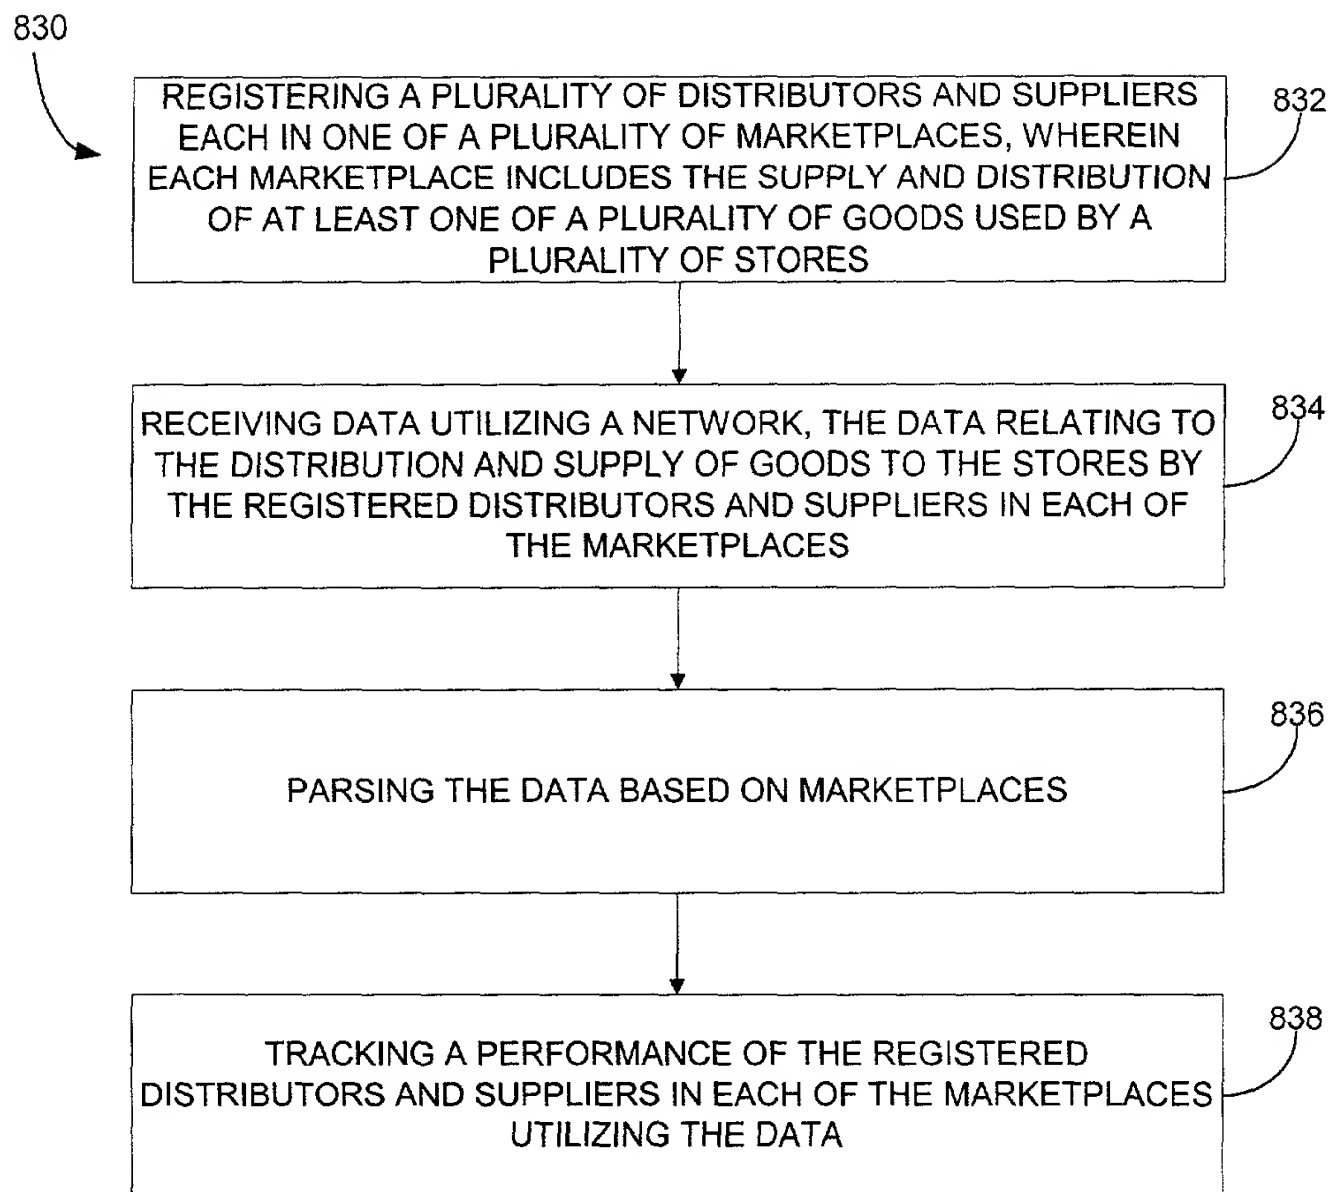 830
REGISTERING A PLURALITY OF DISTRIBUTORS AND SUPPLIERS
EACH IN ONE OF A PLURALITY OF MARKETPLACES, WHEREIN
EACH MARKETPLACE INCLUDES THE SUPPLY AND DISTRIBUTION
OF AT LEAST ONE OF A PLURALITY OF GOODS USED BY A
PLURALITY OF STORES
832
RECEIVING DATA UTILIZING A NETWORK, THE DATA RELATING TO
THE DISTRIBUTION AND SUPPLY OF GOODS TO THE STORES BY
THE REGISTERED DISTRIBUTORS AND SUPPLIERS IN EACH OF
THE MARKETPLACES
834
PARSING THE DATA BASED ON MARKETPLACES
836
TRACKING A PERFORMANCE OF THE REGISTERED
DISTRIBUTORS AND SUPPLIERS IN EACH OF THE MARKETPLACES
UTILIZING THE DATA
838